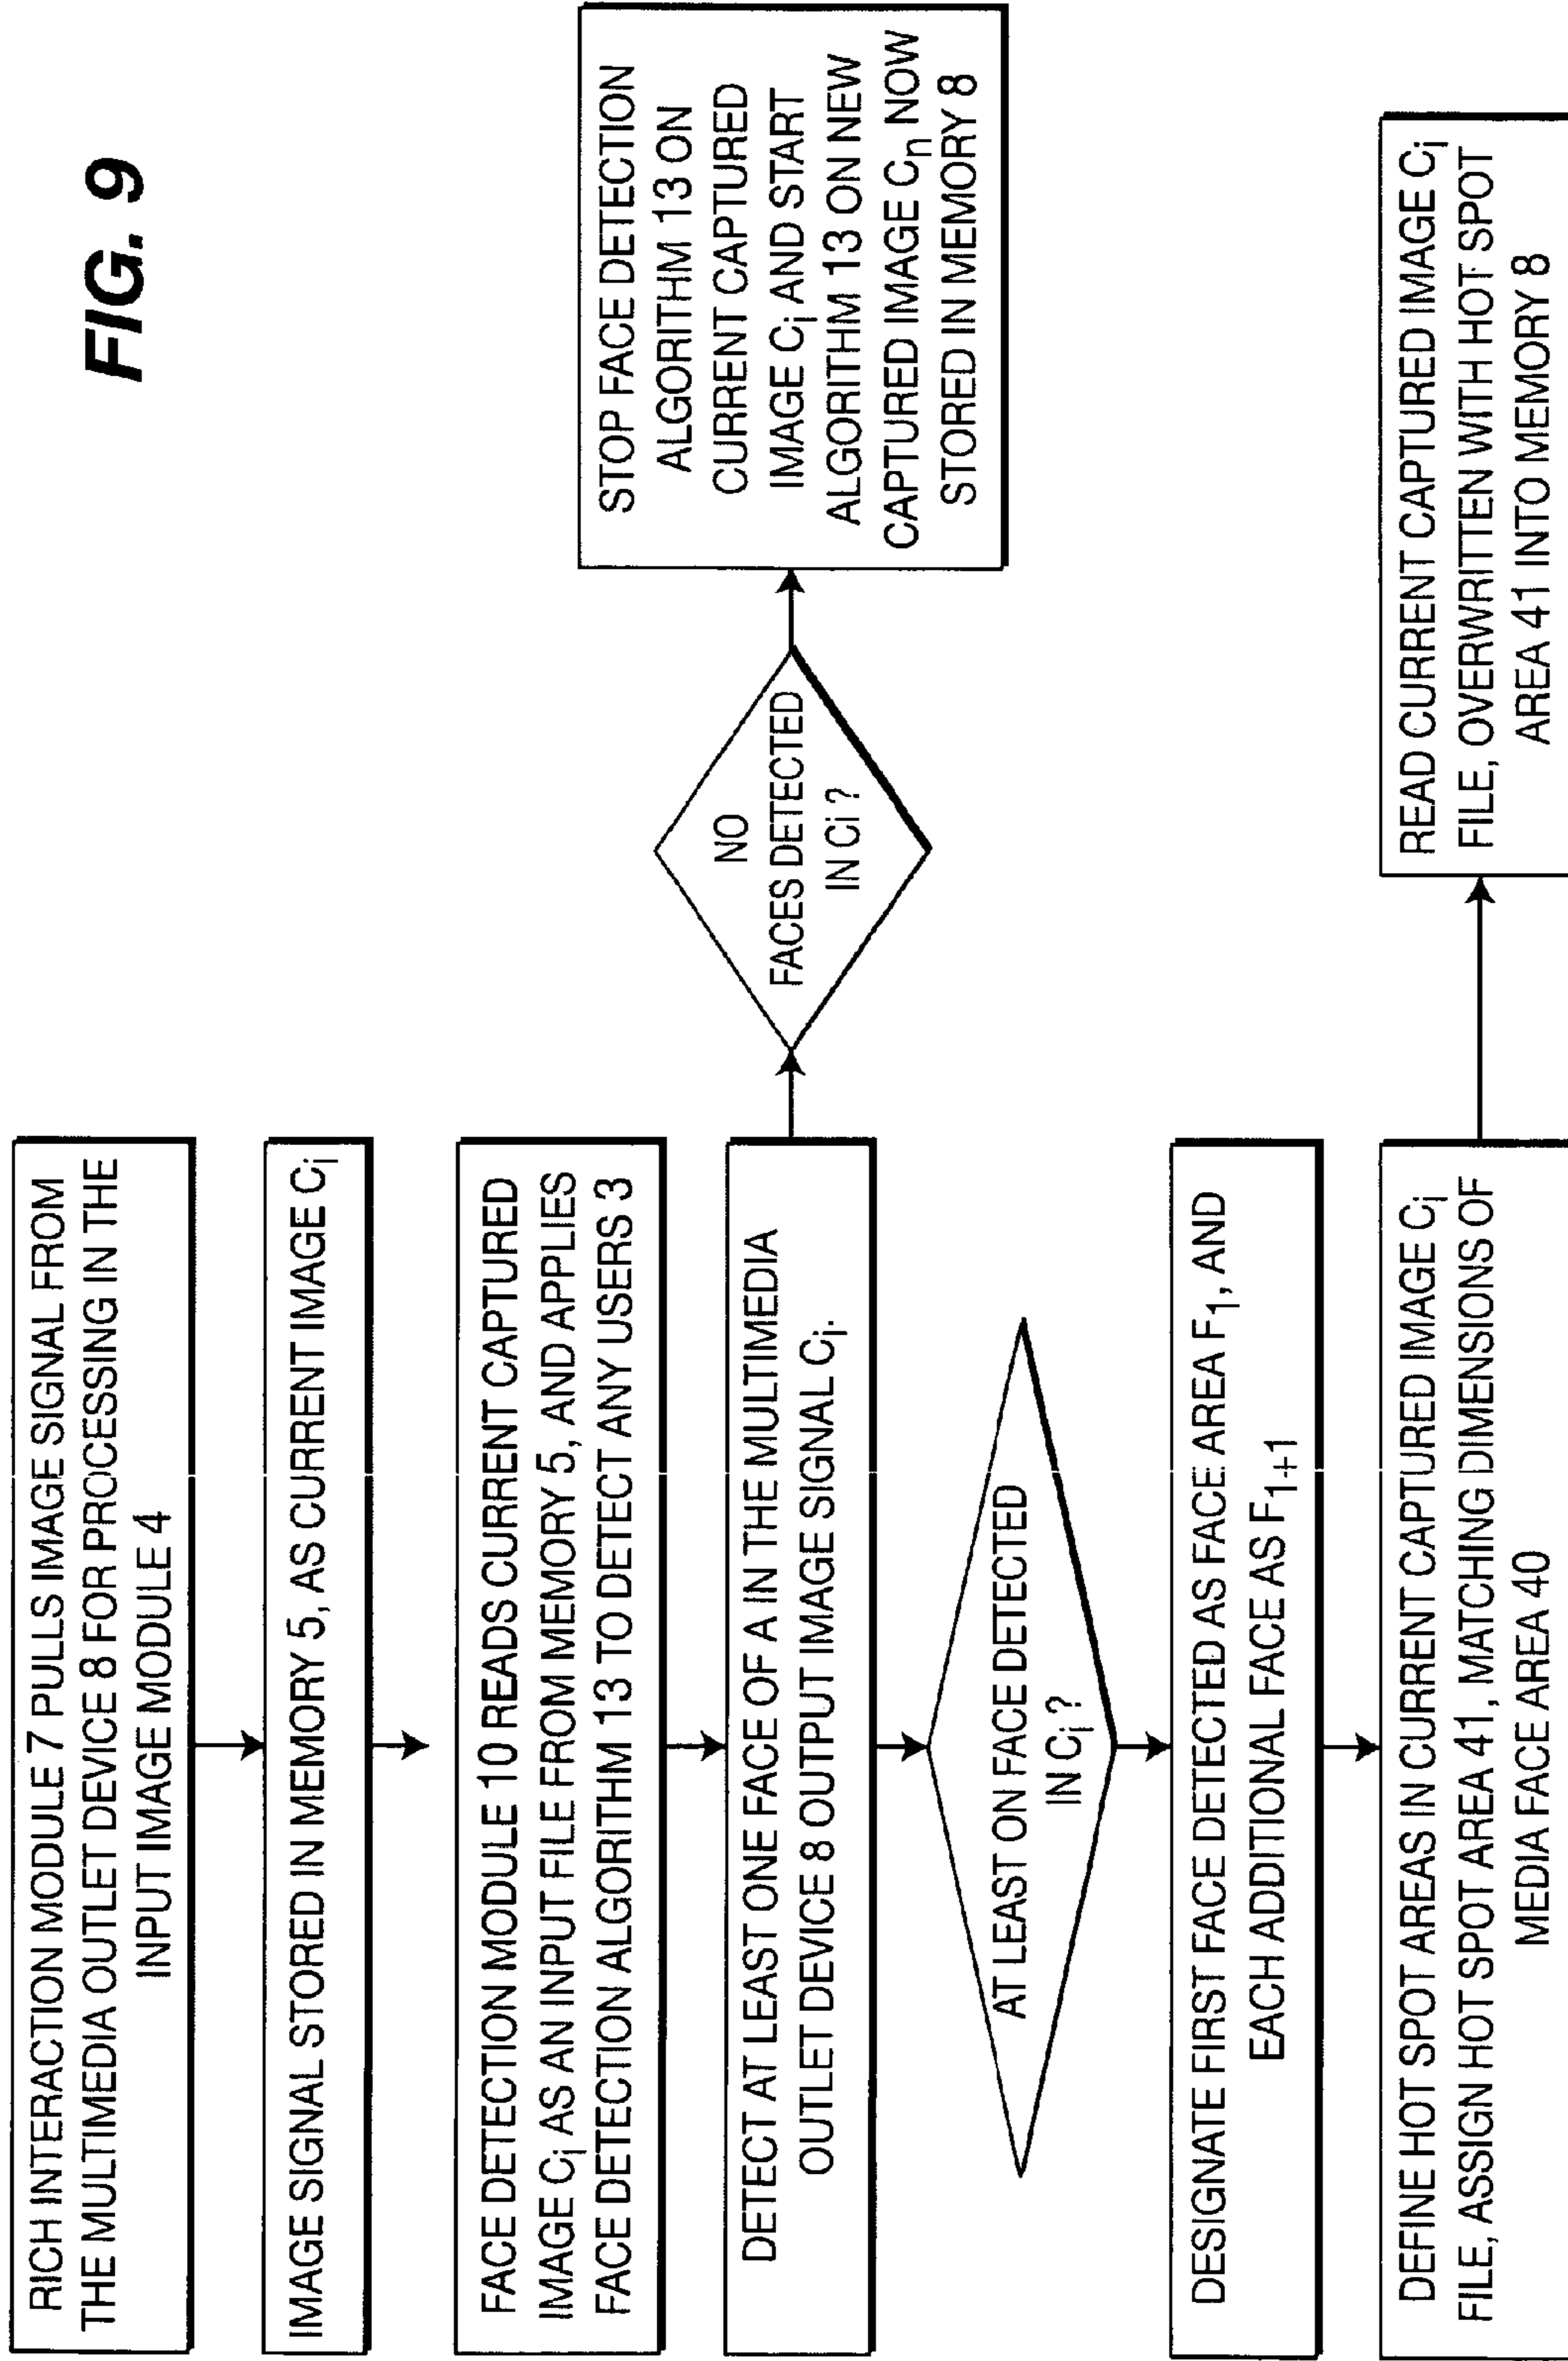 FIG. 9
RICH INTERACTION MODULE 7 PULLS IMAGE SIGNAL FROM
THE MULTIMEDIA OUTLET DEVICE 8 FOR PROCESSING IN THE
INPUT IMAGE MODULE 4
IMAGE SIGNAL STORED IN MEMORY 5, AS CURRENT IMAGE Ci
FACE DETECTION MODULE 10 READS CURRENT CAPTURED
IMAGE Ci AS AN INPUT FILE FROM MEMORY 5, AND APPLIES
FACE DETECTION ALGORITHM 13 TO DETECT ANY USERS 3
DETECT AT LEAST ONE FACE OF A IN THE MULTIMEDIA
OUTLET DEVICE 8 OUTPUT IMAGE SIGNAL Ci.
NO
FACES DETECTED
IN Ci ?
STOP FACE DETECTION
ALGORITHM 13 ON
CURRENT CAPTURED
IMAGE Ci AND START
ALGORITHM 13 ON NEW
CAPTURED IMAGE Cn NOW
STORED IN MEMORY 8
AT LEAST ON FACE DETECTED
IN Ci ?
DESIGNATE FIRST FACE DETECTED AS FACE AREA F1, AND
EACH ADDITIONAL FACE AS F1+1
DEFINE HOT SPOT AREAS IN CURRENT CAPTURED IMAGE Ci
FILE, ASSIGN HOT SPOT AREA 41, MATCHING DIMENSIONS OF
MEDIA FACE AREA 40
READ CURRENT CAPTURED IMAGE Ci
FILE, OVERWRITTEN WITH HOT SPOT
AREA 41 INTO MEMORY 8